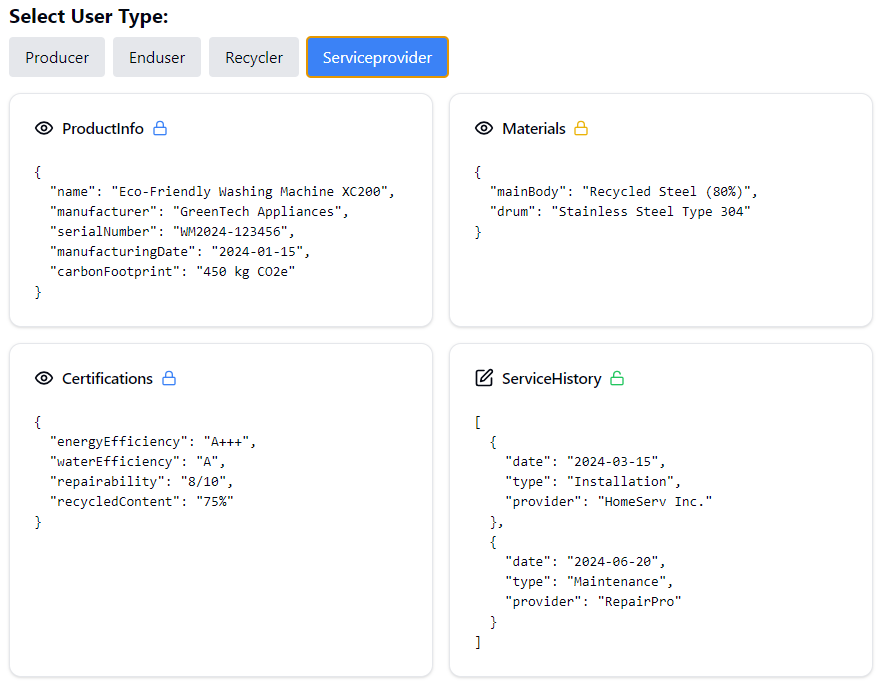 Select User Type:
Producer
Enduser
Recycler
Serviceprovider
ProductInfo
{
  "name": "Eco-Friendly Washing Machine XC200",
  "manufacturer": "GreenTech Appliances",
  "serialNumber": "WM2024-123456",
  "manufacturingDate": "2024-01-15",
  "carbonFootprint": "450 kg CO2e"
}
Materials
{
  "mainBody": "Recycled Steel (80%)",
  "drum": "Stainless Steel Type 304"
}
Certifications
{
  "energyEfficiency": "A+++",
  "waterEfficiency": "A",
  "repairability": "8/10",
  "recycledContent": "75%"
}
ServiceHistory
[
  {
    "date": "2024-03-15",
    "type": "Installation",
    "provider": "HomeServ Inc."
  },
  {
    "date": "2024-06-20",
    "type": "Maintenance",
    "provider": "RepairPro"
  }
]